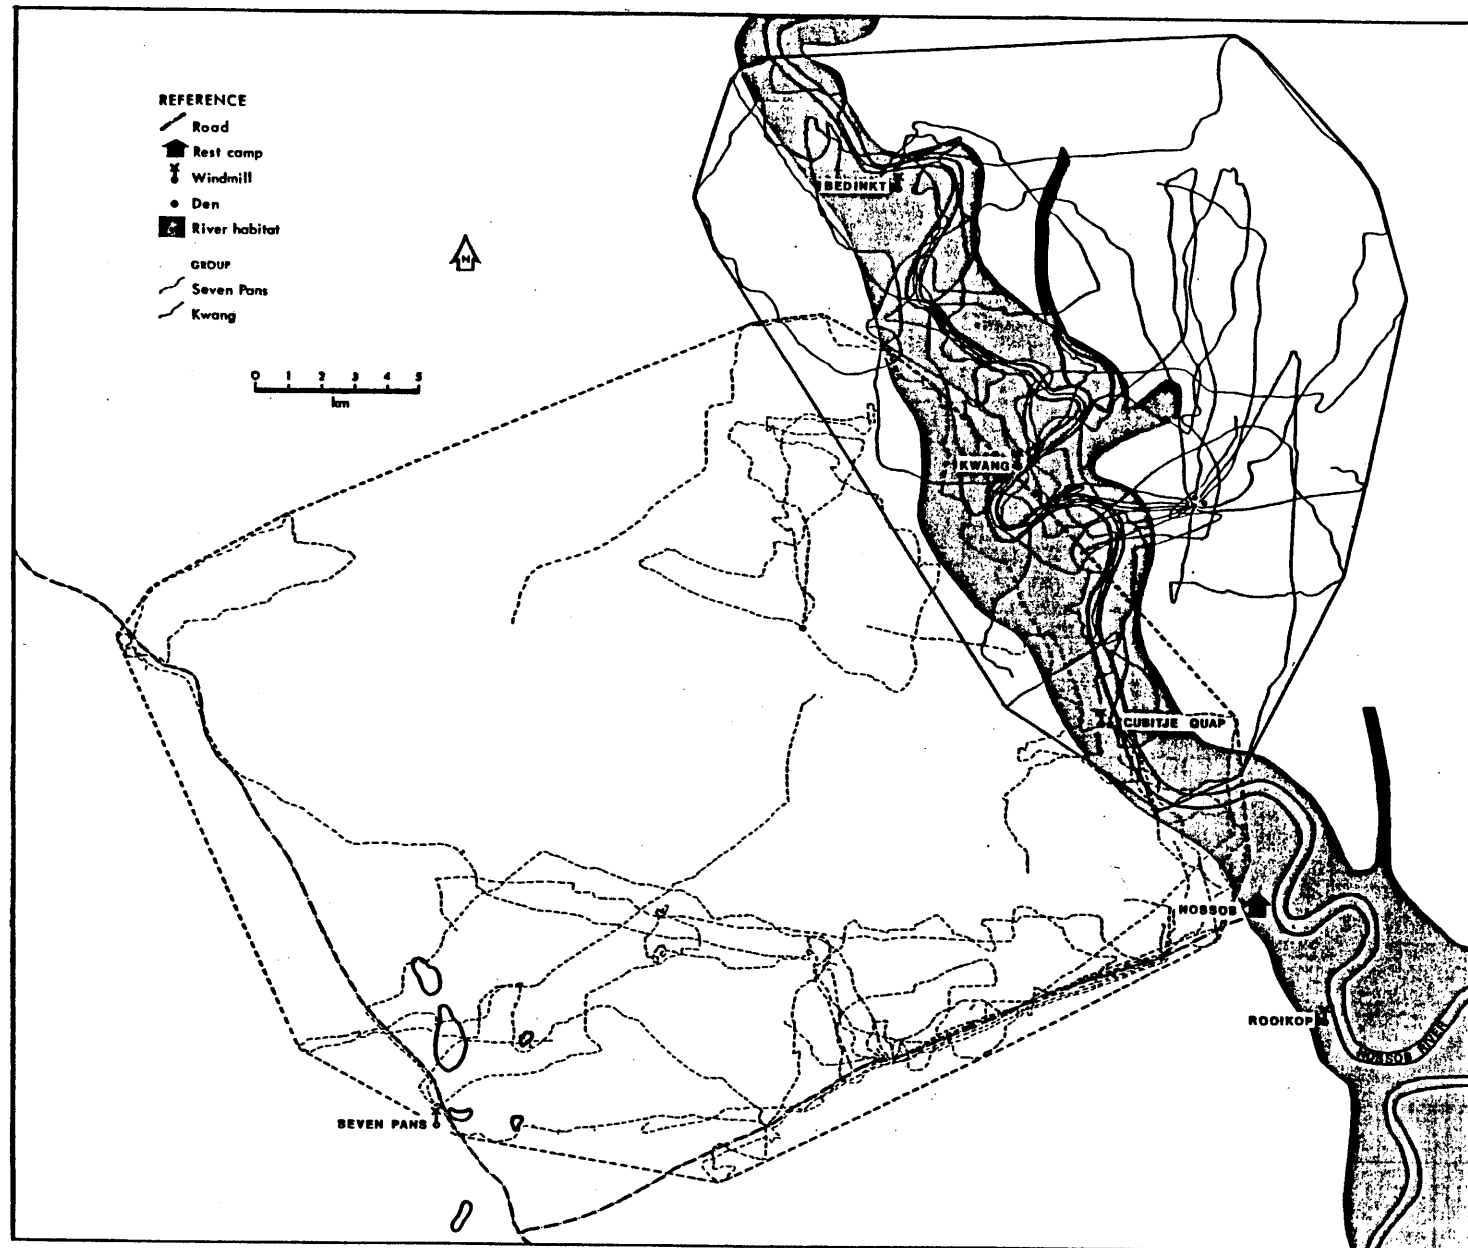 REFERENCE
Road
Rest camp
Windmill
Den
River habitat
GROUP
Seven Pans
Kwang
N
0 1 2 3 4 5
km
BEDINKT
KWANG
CUBITJE QUAP
NOSSOB
ROOIKOP
NOSSOB RIVER
SEVEN PANS